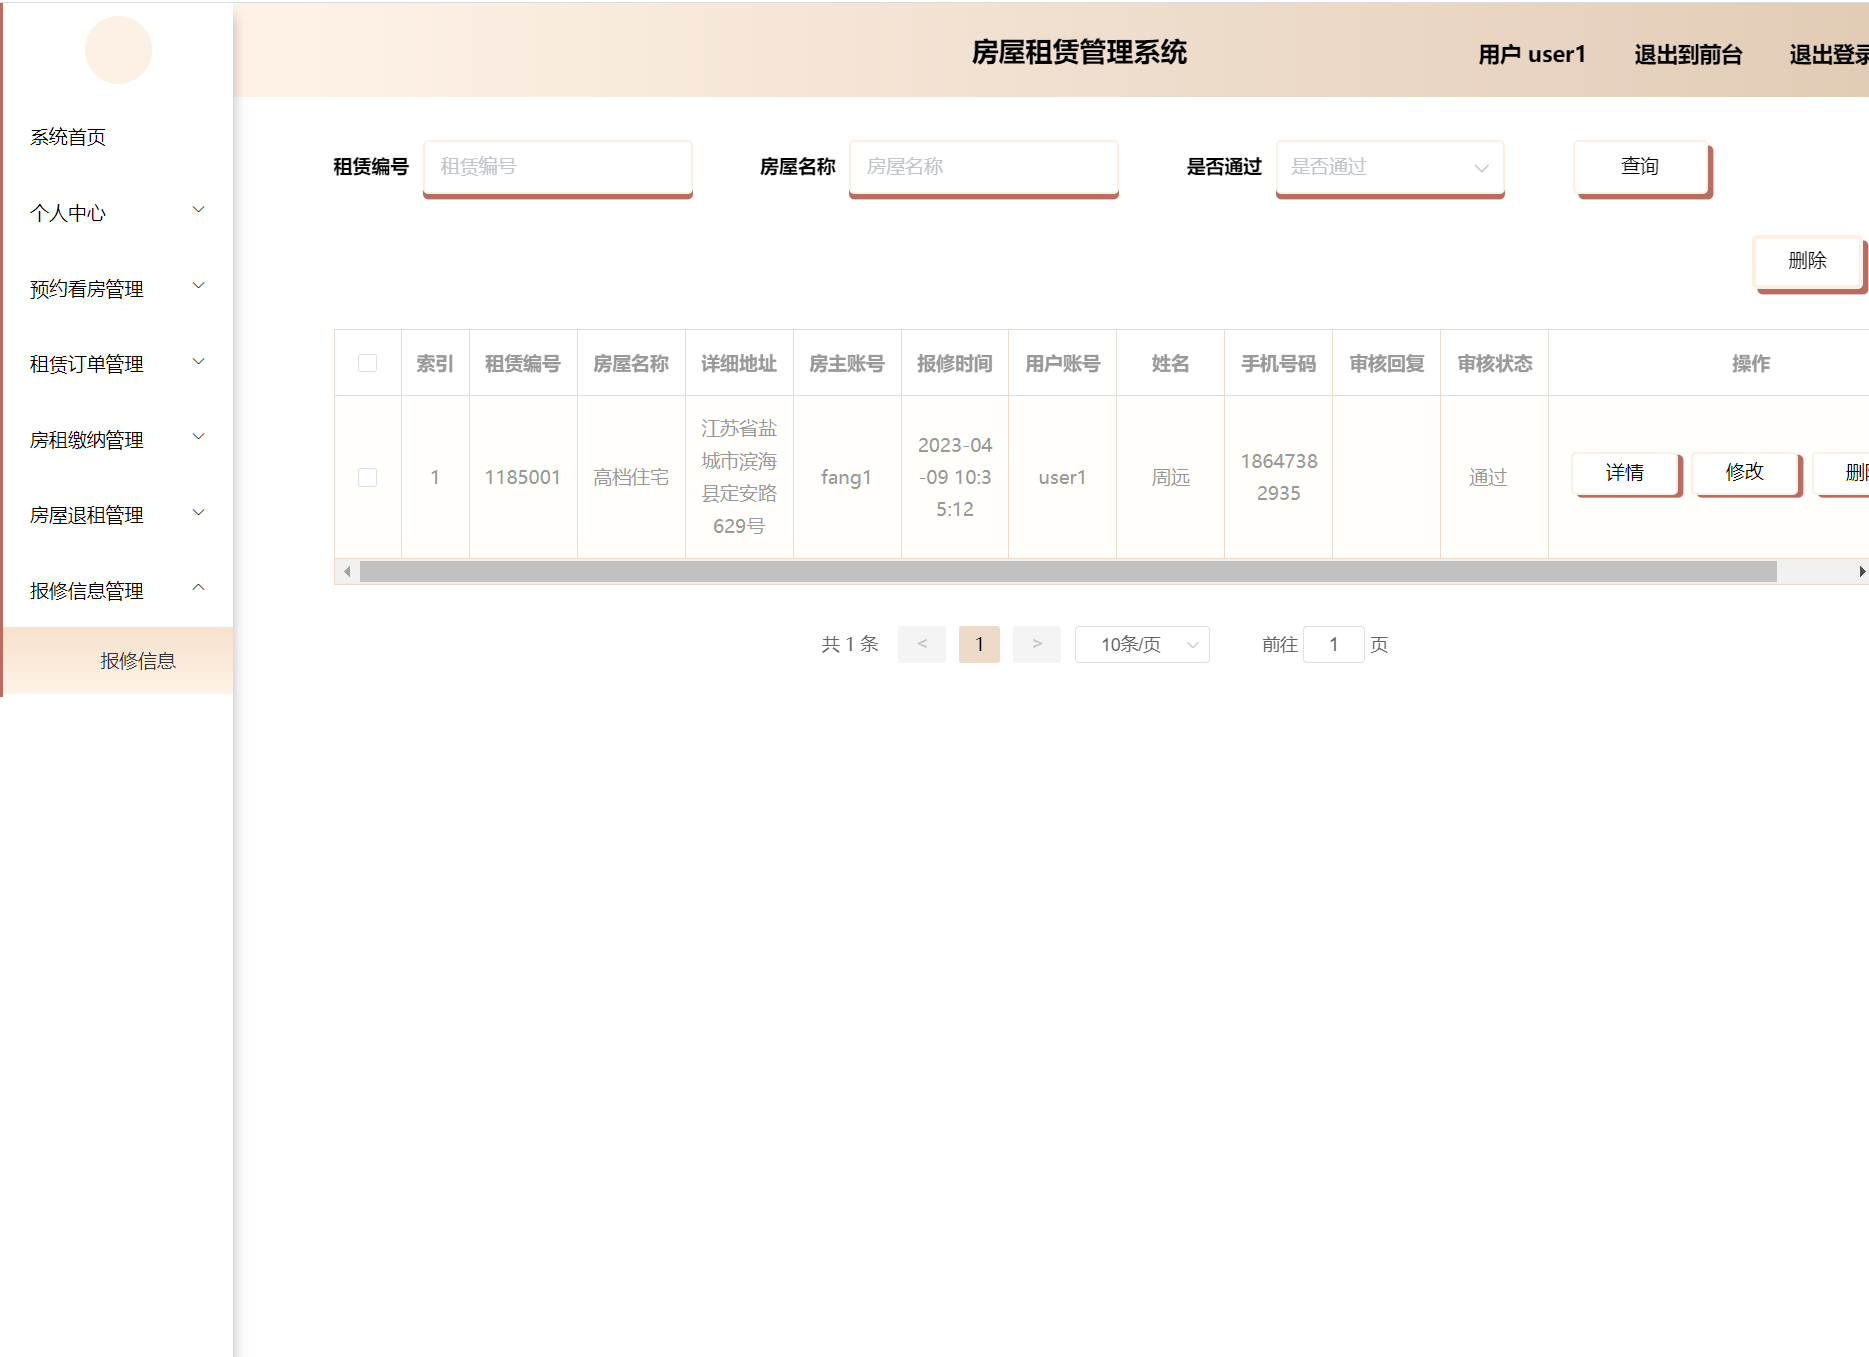 房屋租赁管理系统
用户 user1
退出到前台
退出登录
系统首页
个人中心
预约看房管理
租赁订单管理
房租缴纳管理
房屋退租管理
报修信息管理
报修信息
租赁编号 租赁编号
房屋名称 房屋名称
是否通过 是否通过
查询
删除
索引 租赁编号 房屋名称 详细地址 房主账号 报修时间 用户账号 姓名 手机号码 审核回复 审核状态 操作
1
1185001
高档住宅
江苏省盐
城市滨海
县定安路
629号
fang1
2023-04
-09 10:3
5:12
user1
周远
1864738
2935
通过
详情 修改 删除
共 1 条 < 1 > 10条/页 前往 1 页